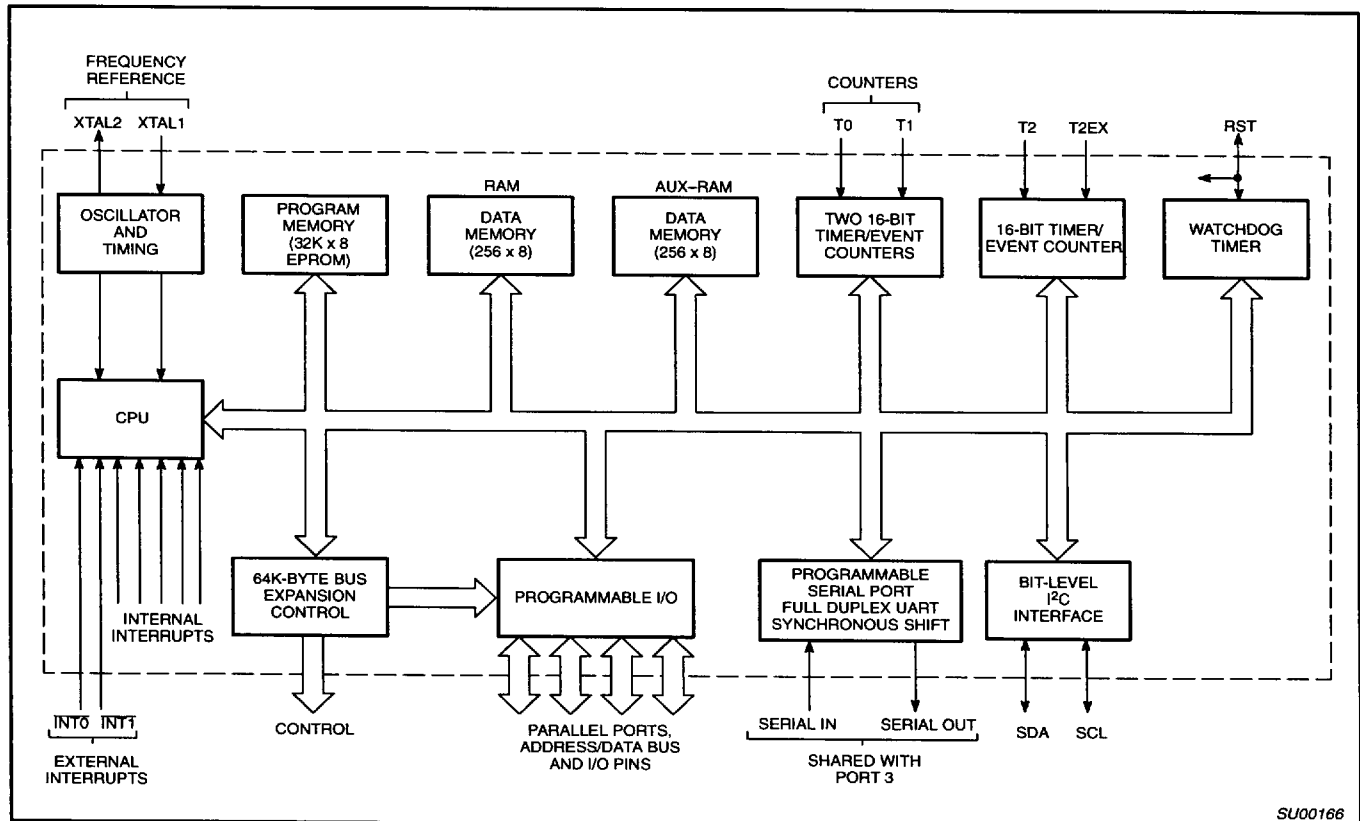 FREQUENCY
REFERENCE
XTAL2 XTAL1
COUNTERS
T0 T1
T2 T2EX
RST
OSCILLATOR
AND
TIMING
PROGRAM
MEMORY
(32K x 8
EPROM)
RAM
DATA
MEMORY
(256 x 8)
AUX–RAM
DATA
MEMORY
(256 x 8)
TWO 16-BIT
TIMER/EVENT
COUNTERS
16-BIT TIMER/
EVENT COUNTER
WATCHDOG
TIMER
CPU
INTERNAL
INTERRUPTS
64K-BYTE BUS
EXPANSION
CONTROL
PROGRAMMABLE I/O
PROGRAMMABLE
SERIAL PORT
FULL DUPLEX UART
SYNCHRONOUS SHIFT
BIT-LEVEL
I²C
INTERFACE
INT0 INT1
EXTERNAL
INTERRUPTS
CONTROL
PARALLEL PORTS,
ADDRESS/DATA BUS
AND I/O PINS
SERIAL IN SERIAL OUT
SHARED WITH
PORT 3
SDA SCL
SU00166